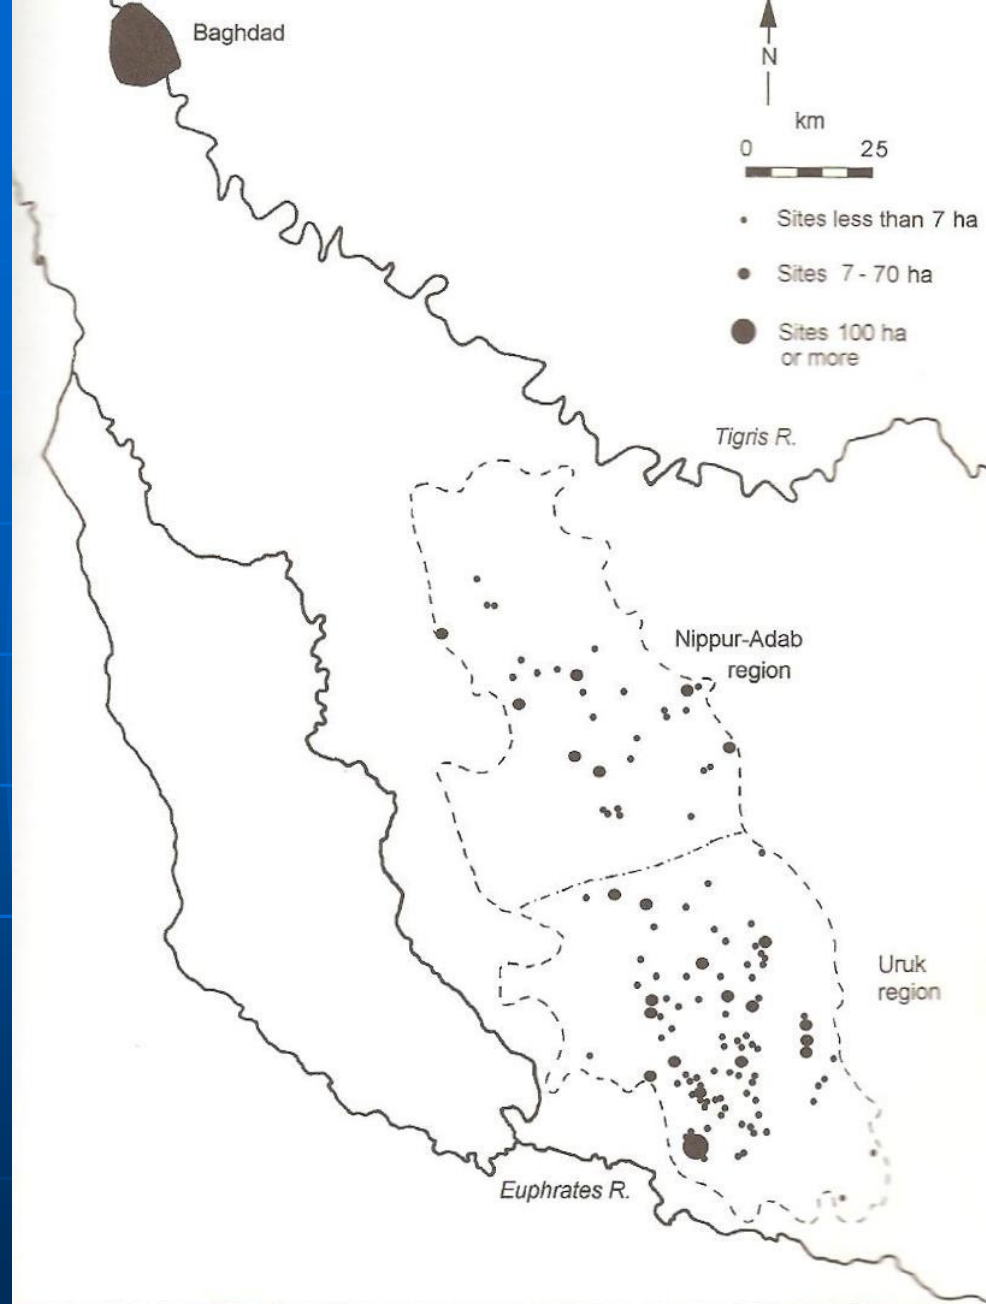 Baghdad
N
km
0 25
Sites less than 7 ha
Sites 7 - 70 ha
Sites 100 ha
or more
Tigris R.
Nippur-Adab
region
Uruk
region
Euphrates R.